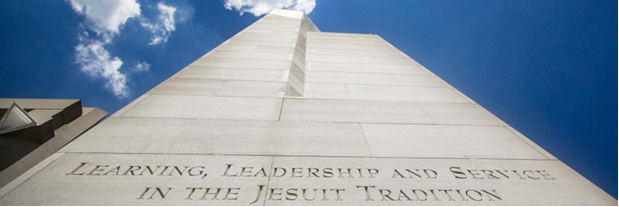 Learning, Leadership and Service
in the Jesuit Tradition